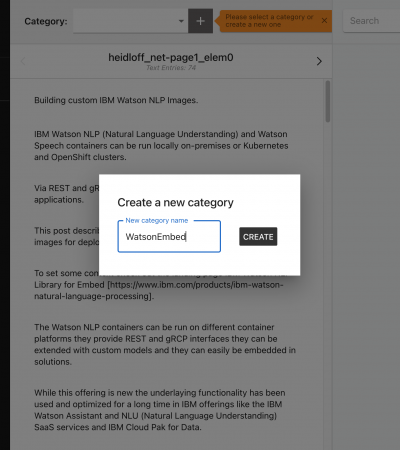 Category:
+
Please select a category or
create a new one
×
Search
heidloff_net-page1_elem0
Text Entries: 74
Building custom IBM Watson NLP Images.
IBM Watson NLP (Natural Language Understanding) and Watson
Speech containers can be run locally on-premises or Kubernetes
and OpenShift clusters.
Via REST and gR
applications.
This post descri
images for deplo
Create a new category
New category name
WatsonEmbed
CREATE
To set some con
Library for Embed [https://www.ibm.com/products/ibm-watson-
natural-language-processing].
The Watson NLP containers can be run on different container
platforms they provide REST and gRCP interfaces they can be
extended with custom models and they can easily be embedded in
solutions.
While this offering is new the underlaying functionality has been
used and optimized for a long time in IBM offerings like the IBM
Watson Assistant and NLU (Natural Language Understanding)
SaaS services and IBM Cloud Pak for Data.